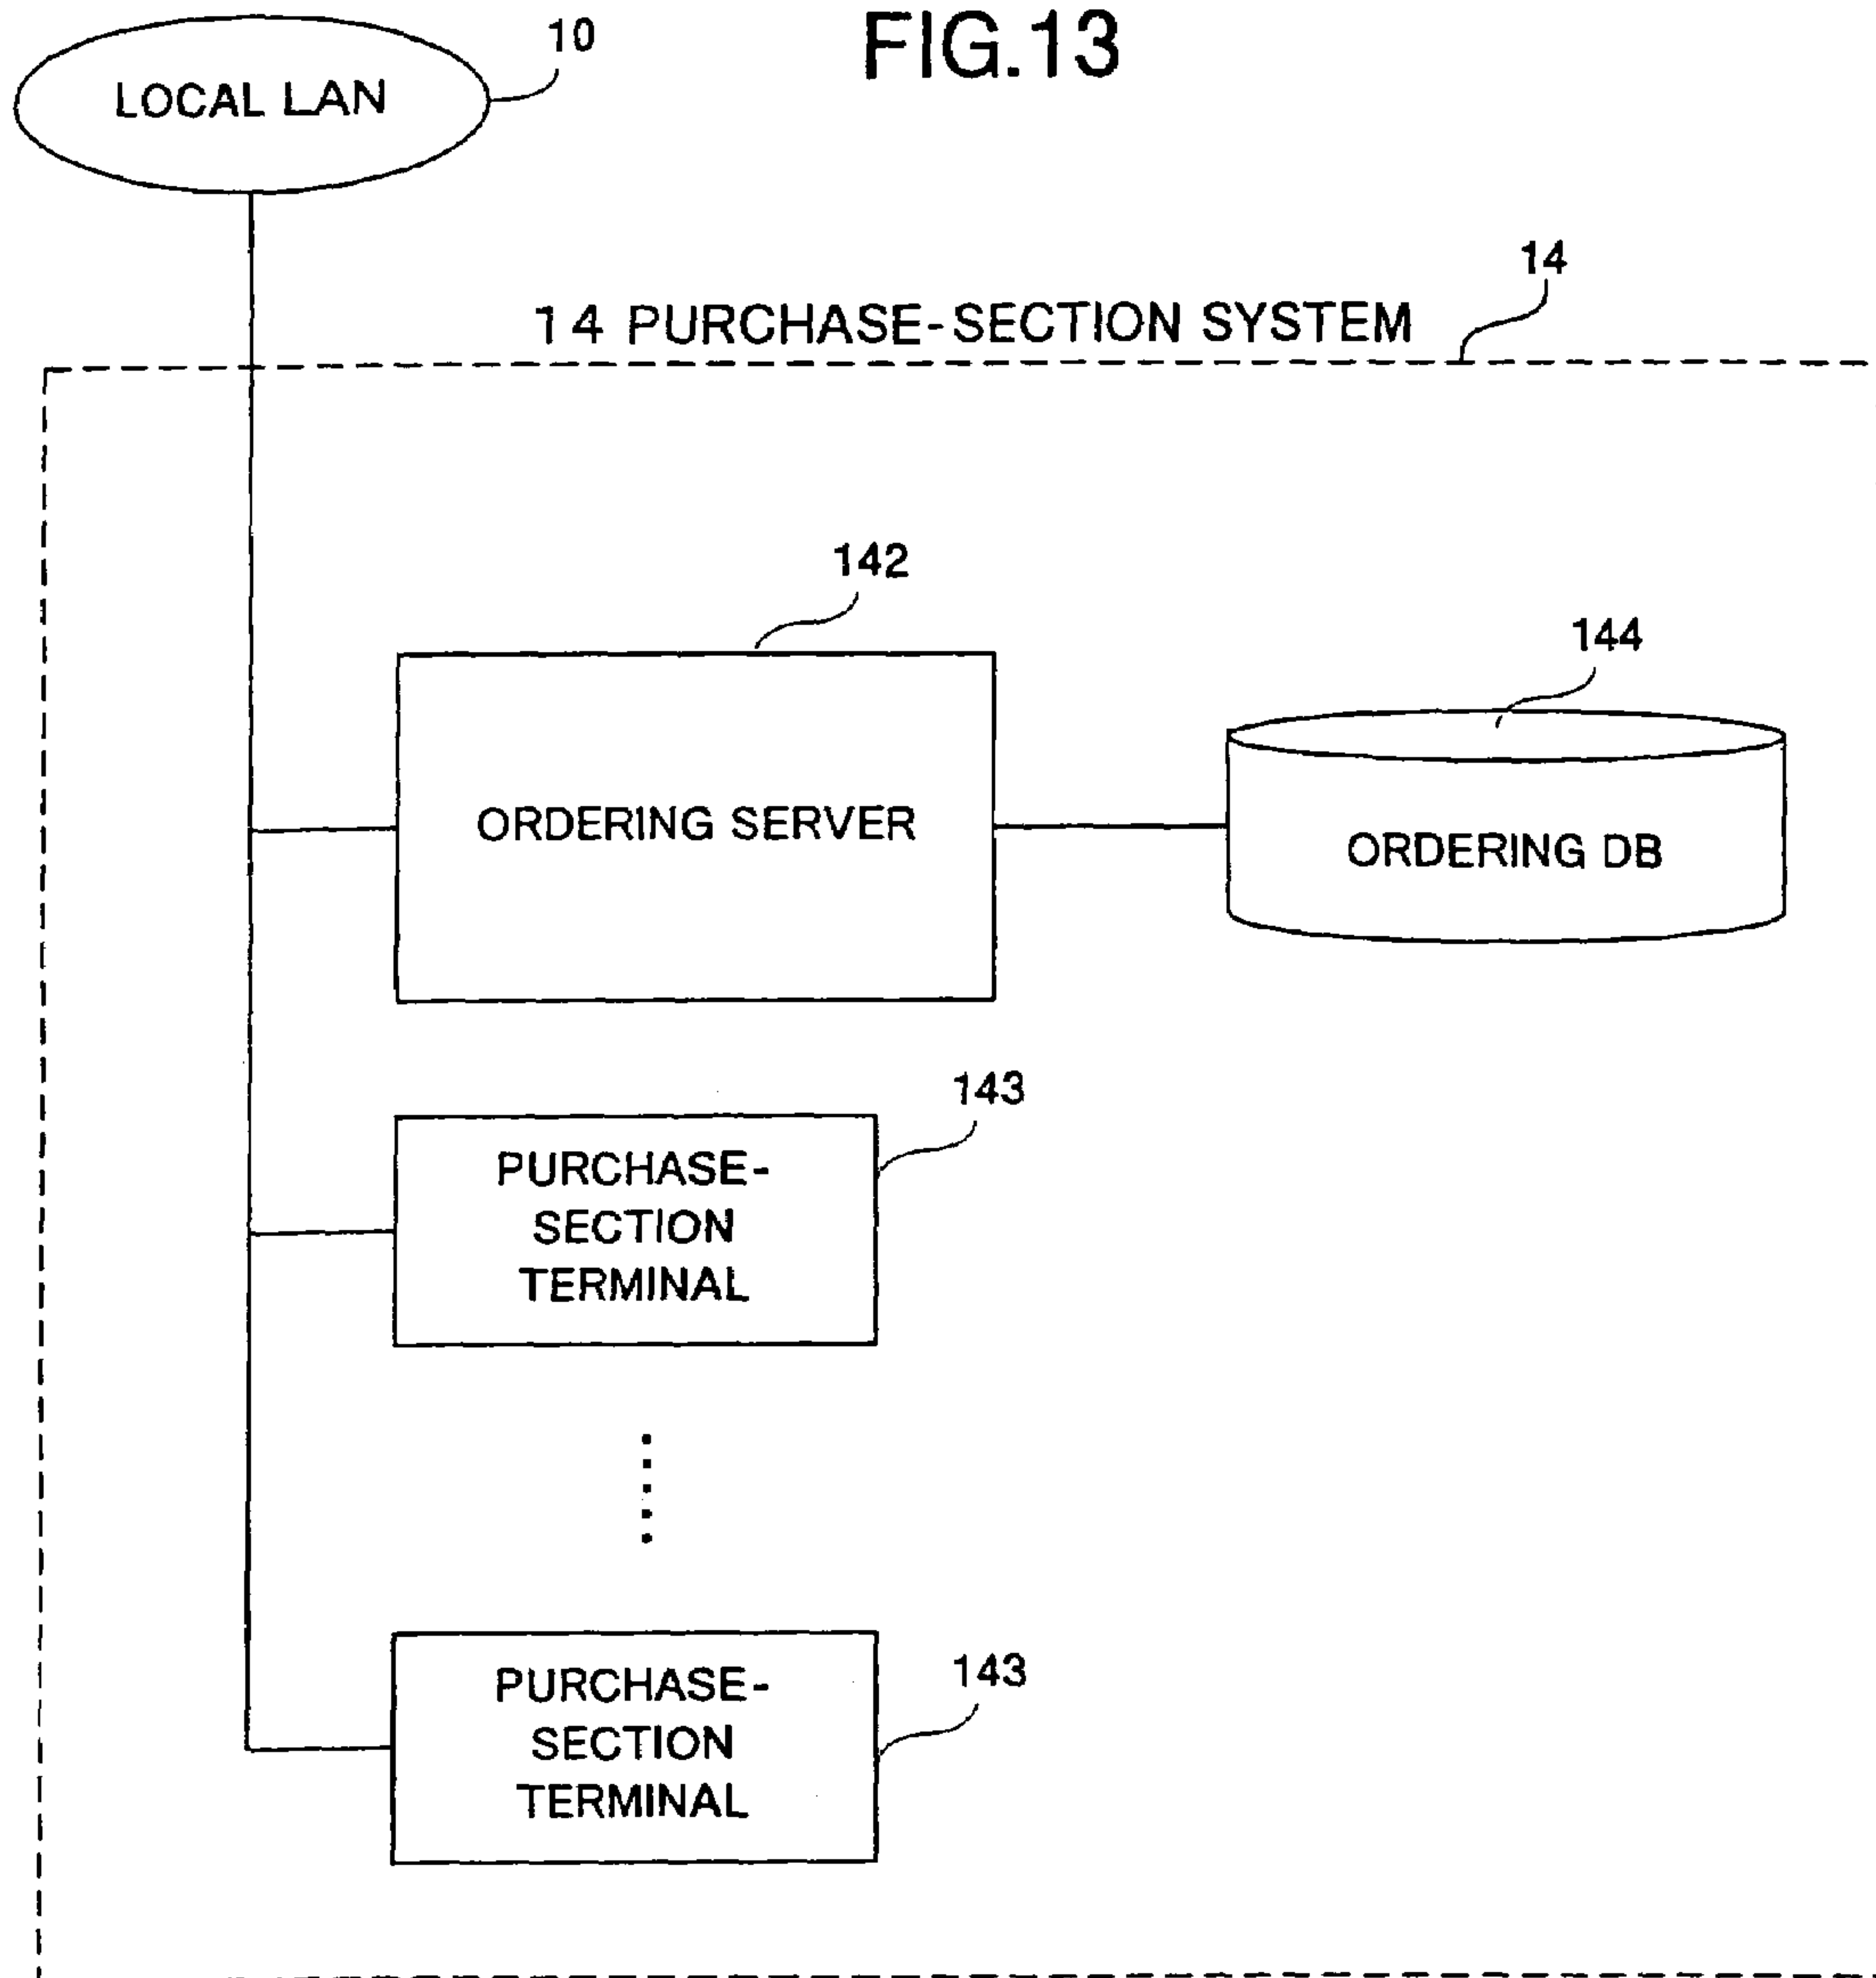 FIG.13
10
LOCAL LAN
14
14 PURCHASE-SECTION SYSTEM
142
144
ORDERING SERVER
ORDERING DB
143
PURCHASE-
SECTION
TERMINAL
143
PURCHASE-
SECTION
TERMINAL